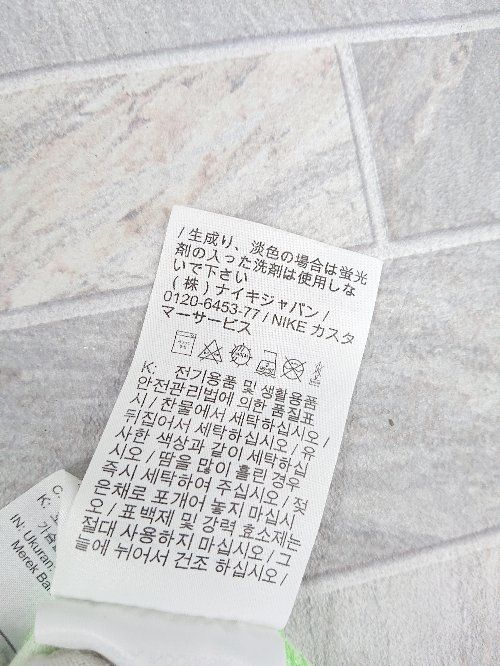 / 生成り、淡色の場合は蛍光
剤の入った洗剤は使用しな
いで下さい
(株)ナイキジャパン/
0120-6453-77 / NIKE カスタ
マーサービス
K: 전기용품 및 생활용품
안전관리법에 의한 품질표
시 / 찬물에서 세탁하십시오 /
뒤집어서 세탁하십시오 / 유
사한 색상과 같이 세탁하십
시오 / 땀을 많이 흘린 경우
즉시 세탁하여 주십시오 / 젖
은채로 포개어 놓지 마십시
오 / 표백제 및 강력 효소제는
절대 사용하지 마십시오 / 그
늘에 뉘어서 건조 하십시오 /
C.
K:
IN: Ukuran:
Merek Ba